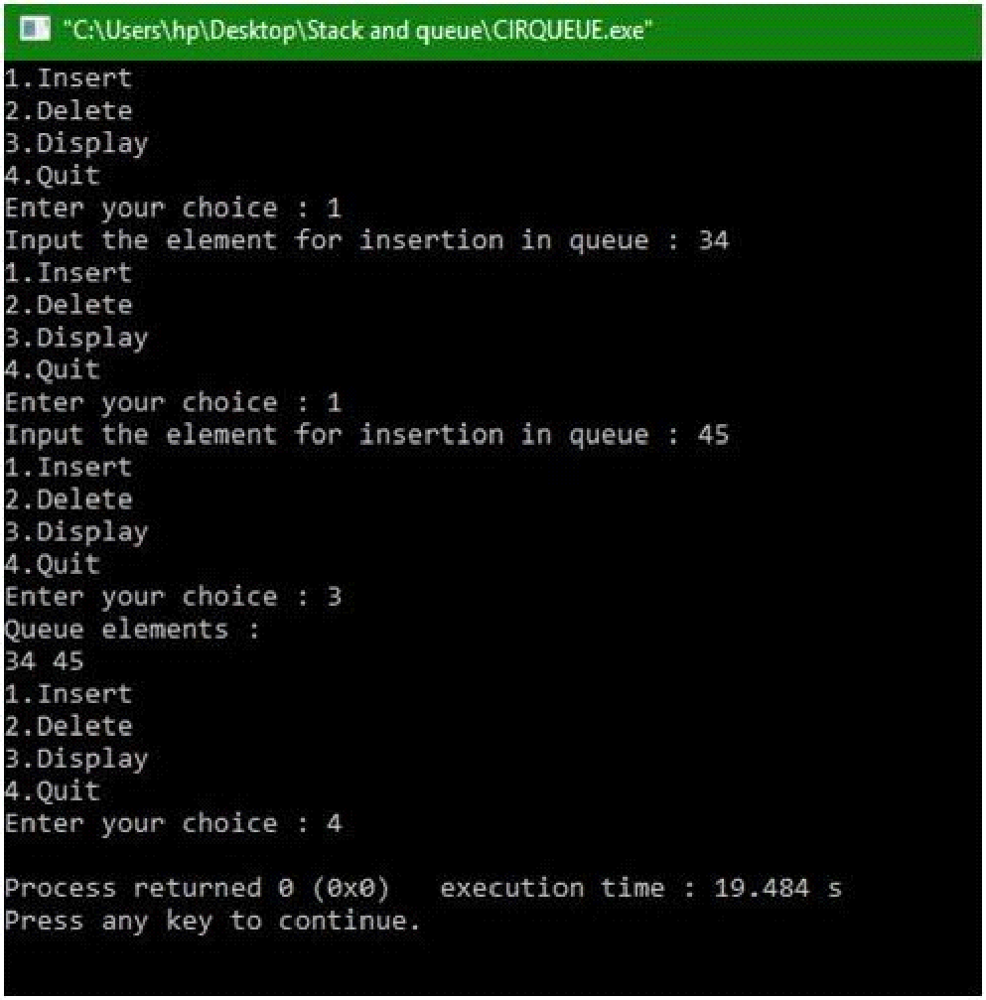 "C:\Users\hp\Desktop\Stack and queue\CIRQUEUE.exe"
1.Insert
2.Delete
3.Display
4.Quit
Enter your choice : 1
Input the element for insertion in queue : 34
1.Insert
2.Delete
3.Display
4.Quit
Enter your choice : 1
Input the element for insertion in queue : 45
1.Insert
2.Delete
3.Display
4.Quit
Enter your choice : 3
Queue elements :
34 45
1.Insert
2.Delete
3.Display
4.Quit
Enter your choice : 4
Process returned 0 (0x0)   execution time : 19.484 s
Press any key to continue.